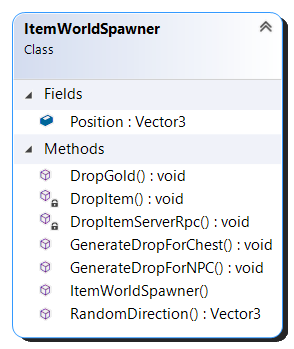 ItemWorldSpawner
Class
Fields
Position : Vector3
Methods
DropGold() : void
DropItem() : void
DropItemServerRpc() : void
GenerateDropForChest() : void
GenerateDropForNPC() : void
ItemWorldSpawner()
RandomDirection() : Vector3